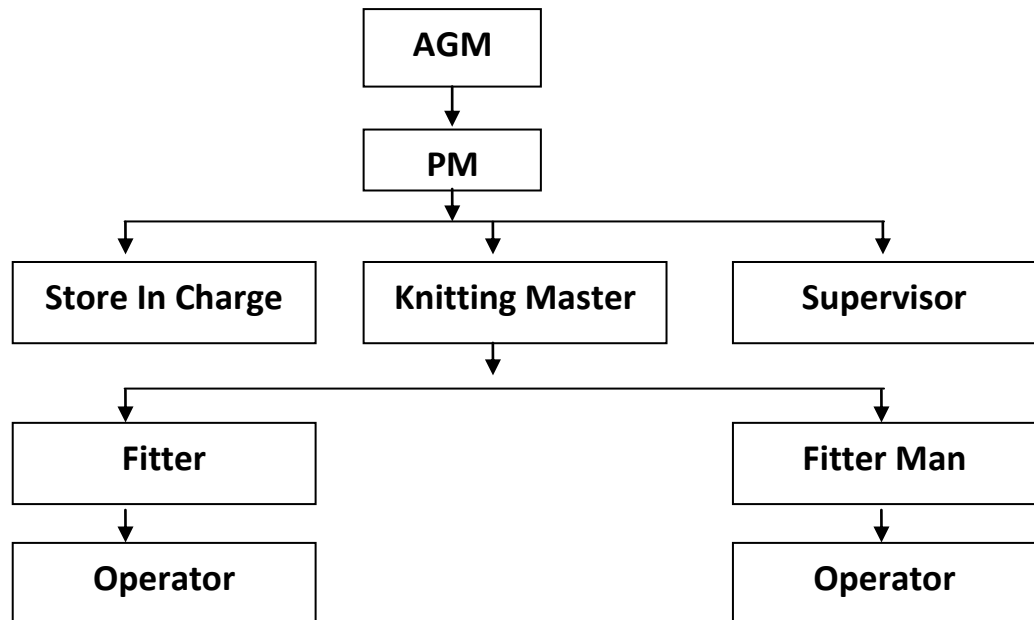 AGM
PM
Store In Charge
Knitting Master
Supervisor
Fitter
Fitter Man
Operator
Operator